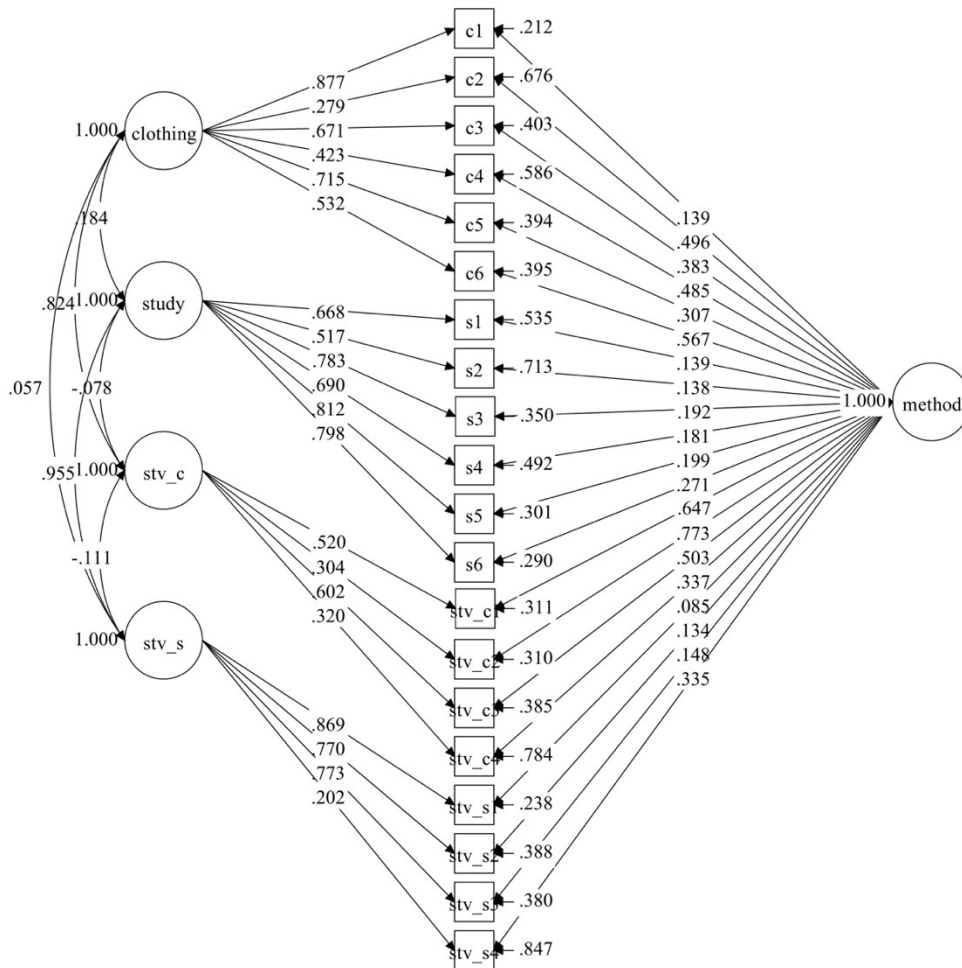 c1 .212
.877
c2 .676
.279
1.000 clothing .671 c3 .403
.423 c4 .586
.715
.532 c5 .394 .139
.184 .496
c6 .395 .383
.485
.824 1.000 study .668 s1 .535 .307
.517 .567
.783 s2 .713 .139
.057 -.078 .690 .138
.812 s3 .350 .192 1.000 method
.798 .181
s4 .492 .199
.955 1.000 stv_c .271
s5 .301 .647
.520 .773
-.111 .304 s6 .290 .503
.602 .337
.320 stv_c1 .311 .085
1.000 stv_s .134
stv_c2 .310 .148
.335
stv_c3 .385
.869
.770 stv_c4 .784
.773
.202 stv_s1 .238
stv_s2 .388
stv_s3 .380
stv_s4 .847